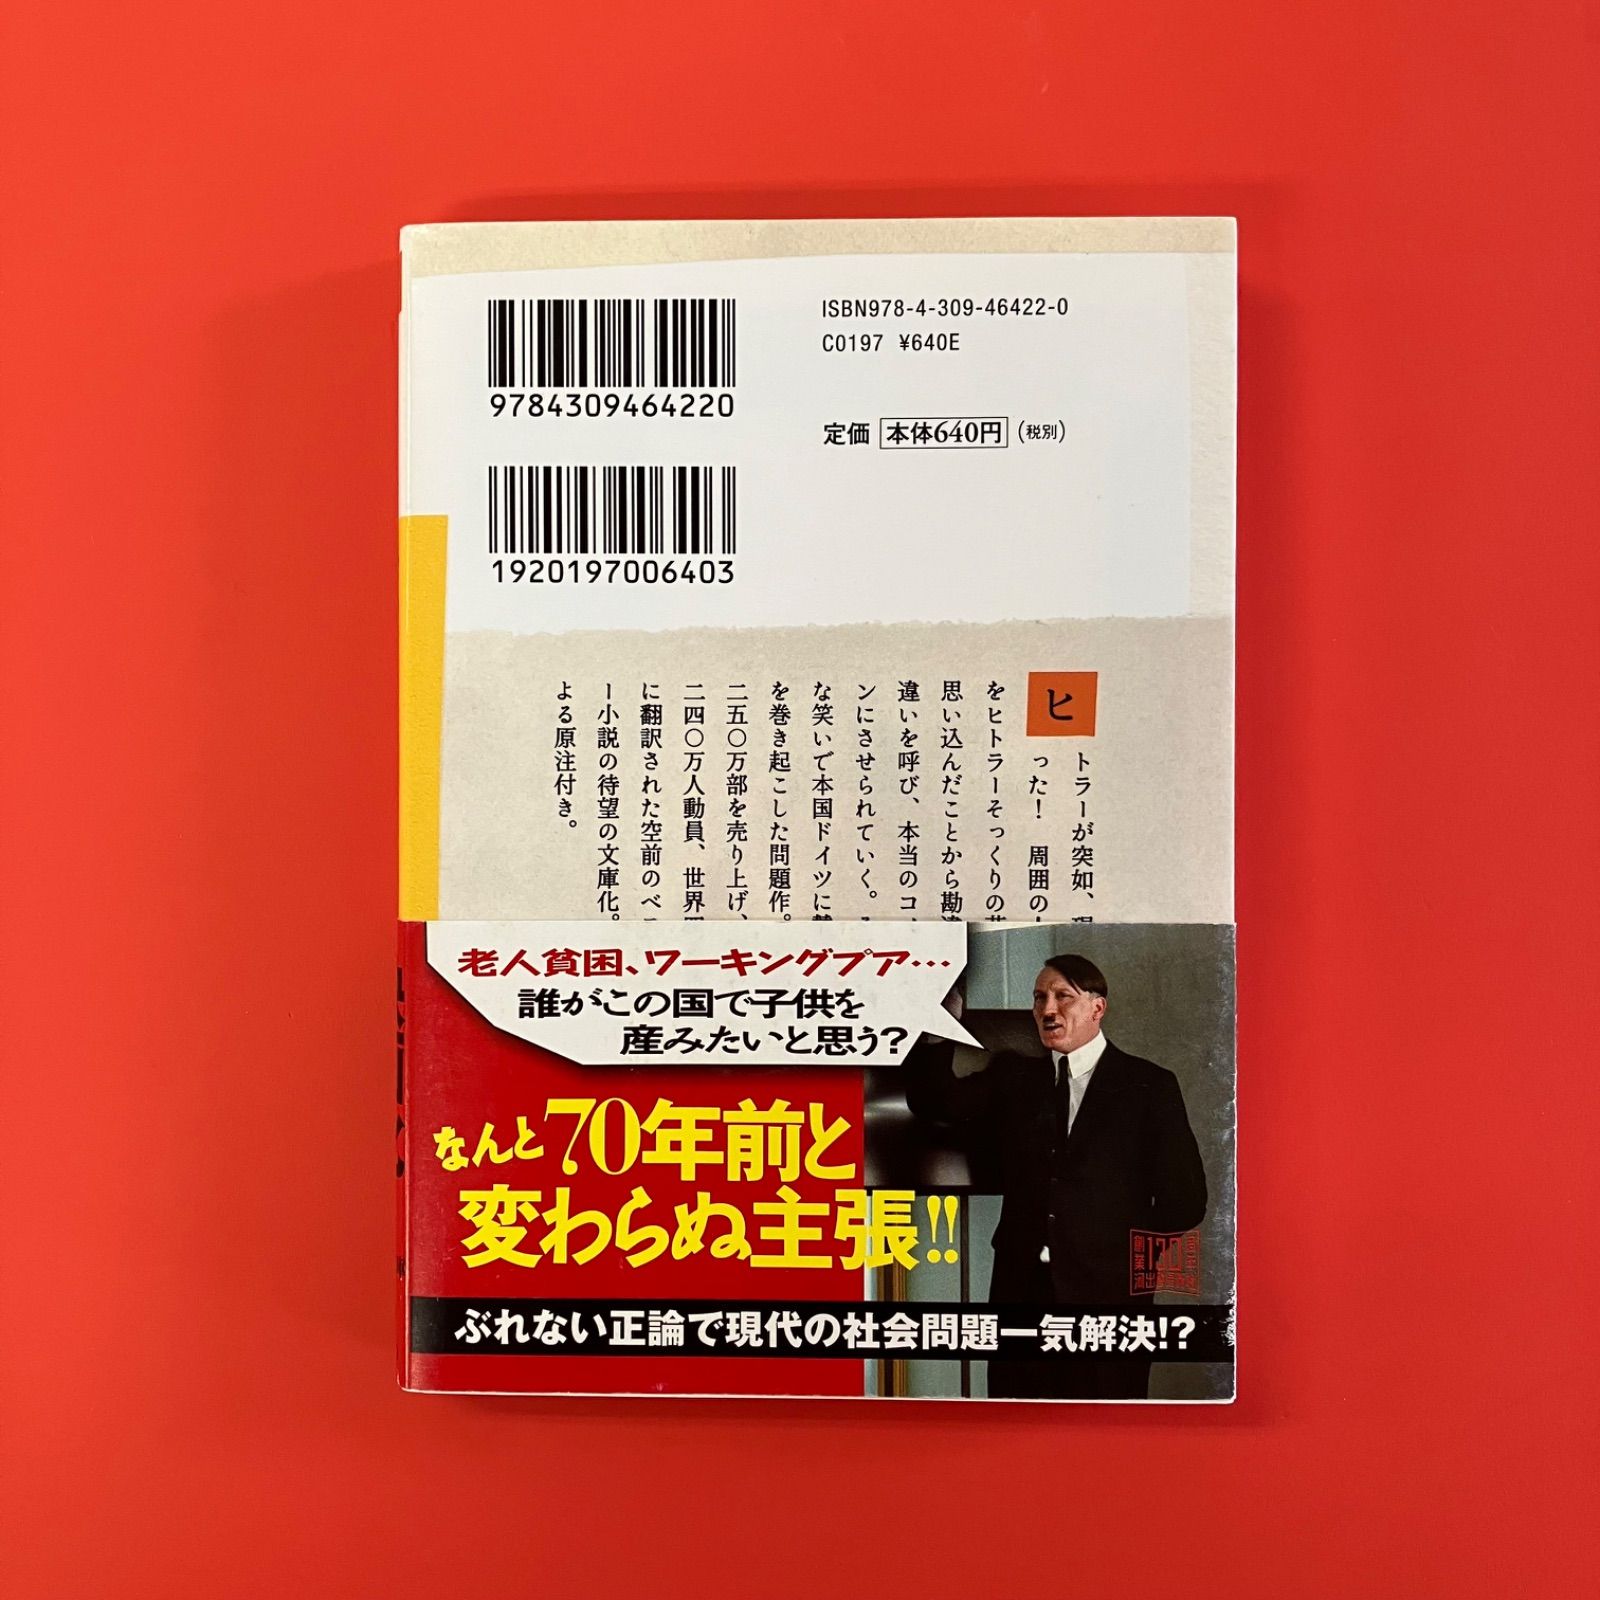 9784309464220
ISBN978-4-309-46422-0
C0197 ¥640E
定価 本体640円 (税別)
1920197006403
ヒトラーが突如、
った! 周囲の
をヒトラーそっくりの
思い込んだことから勘
違いを呼び、本当のコ
ンにさせられていく。
な笑いで本国ドイツに
を巻き起こした問題作。
二五〇万部を売り上げ、
二四〇万人動員、世界
に翻訳された空前のベ
ー小説の待望の文庫化。
よる原注付き。
老人貧困、ワーキングプア…
誰がこの国で子供を
産みたいと思う?
なんと70年前と
変わらぬ主張!!
創業130周年
河出
ぶれない正論で現代の社会問題一気解決!?